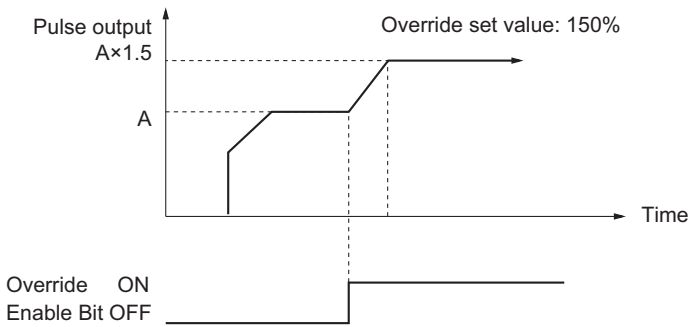 Pulse output
Override set value: 150%
A×1.5
A
Time
Override ON
Enable Bit OFF